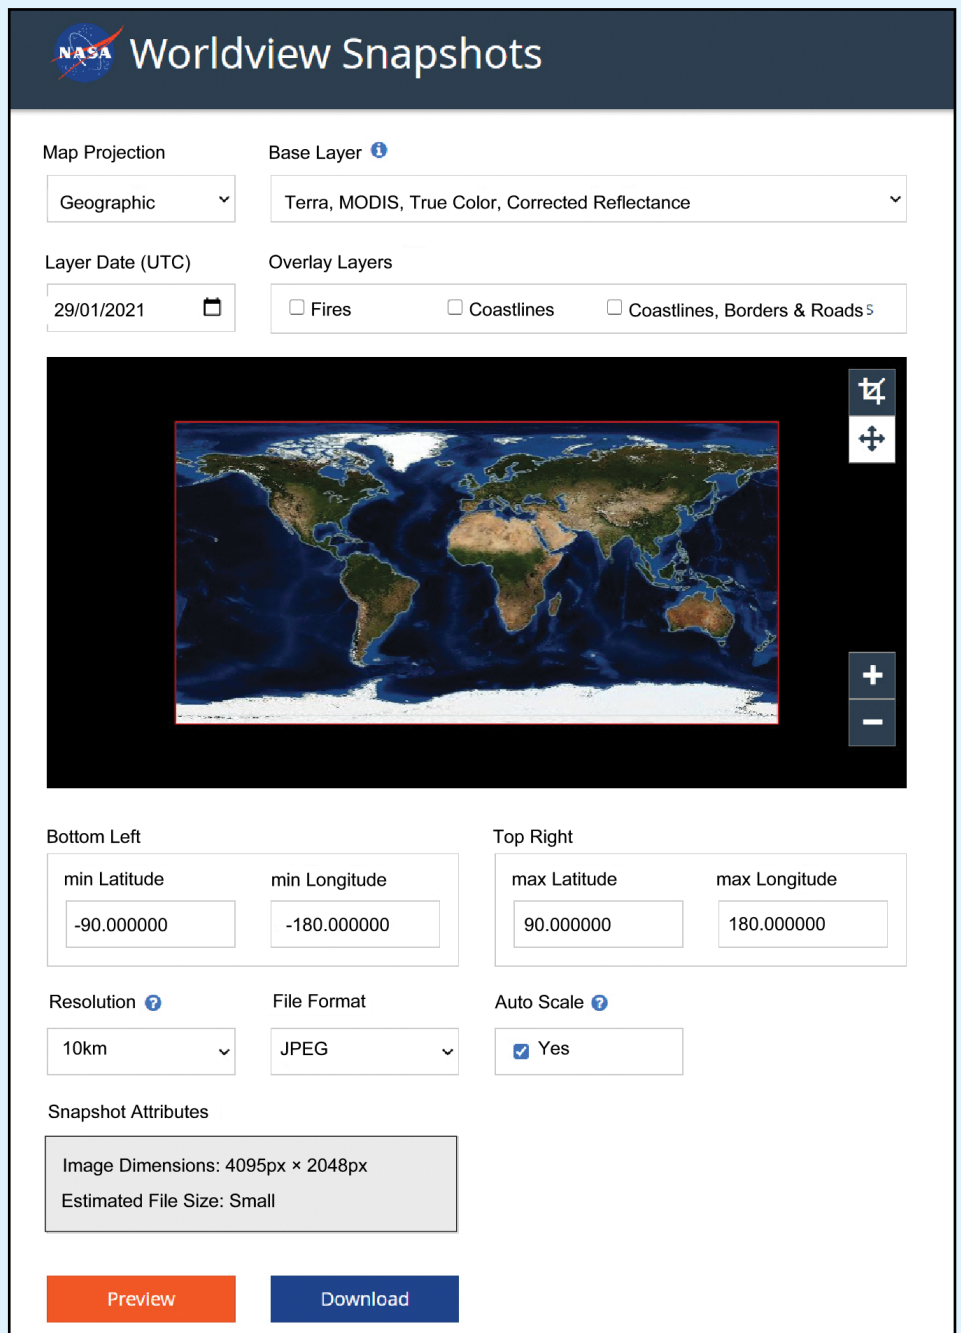 NASA Worldview Snapshots
Map Projection Base Layer
Geographic Terra, MODIS, True Color, Corrected Reflectance
Layer Date (UTC) Overlay Layers
29/01/2021 Fires Coastlines Coastlines, Borders & Roads s
Bottom Left Top Right
min Latitude min Longitude max Latitude max Longitude
-90.000000 -180.000000 90.000000 180.000000
Resolution ? File Format Auto Scale ?
10km JPEG Yes
Snapshot Attributes
Image Dimensions: 4095px × 2048px
Estimated File Size: Small
Preview Download